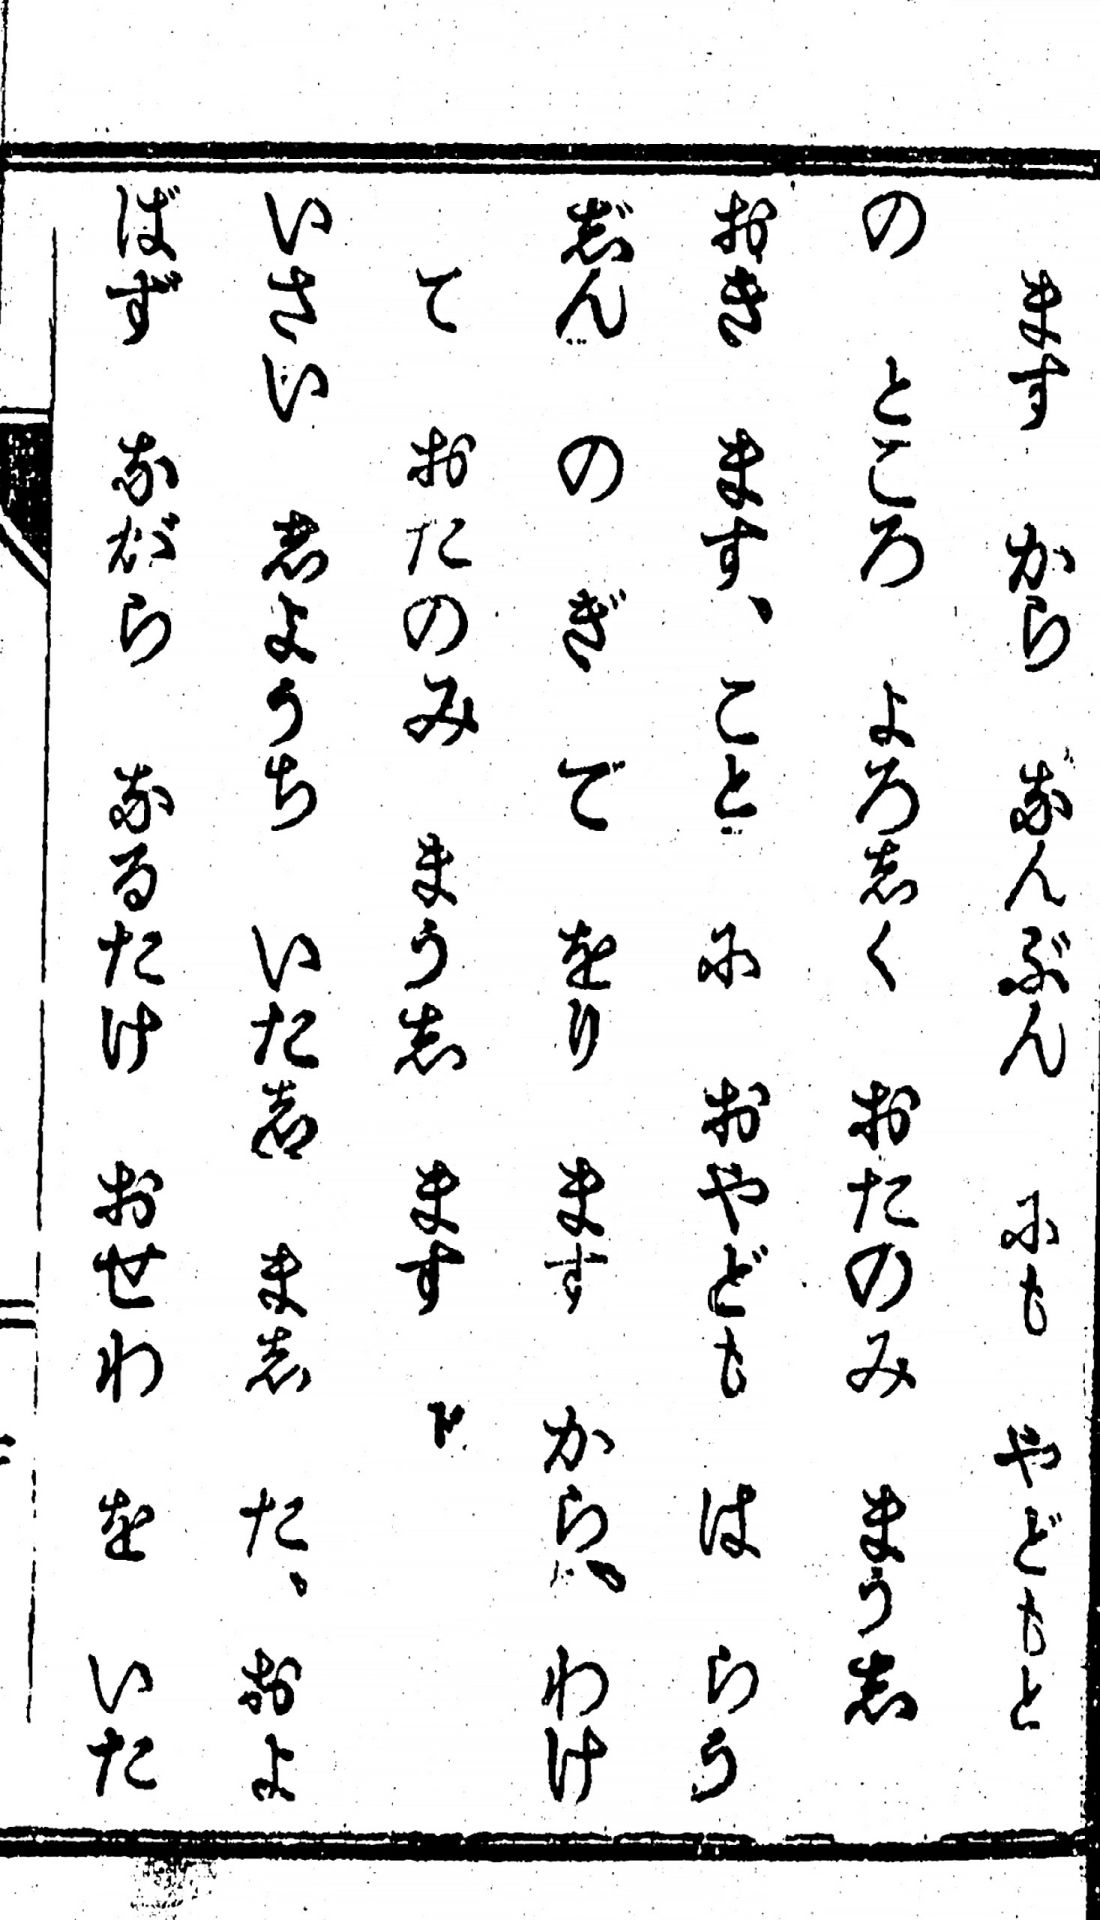 ます から なにぶん にも やどもと
の ところ よろしく おたのみ まうし
おき ます、こと に おやども は らう
じん のぎ で をり ます から、わけ
て おたのみ まうし ます
いさい しようち いたし まし た、およ
ばず ながら なるたけ おせわ を いた